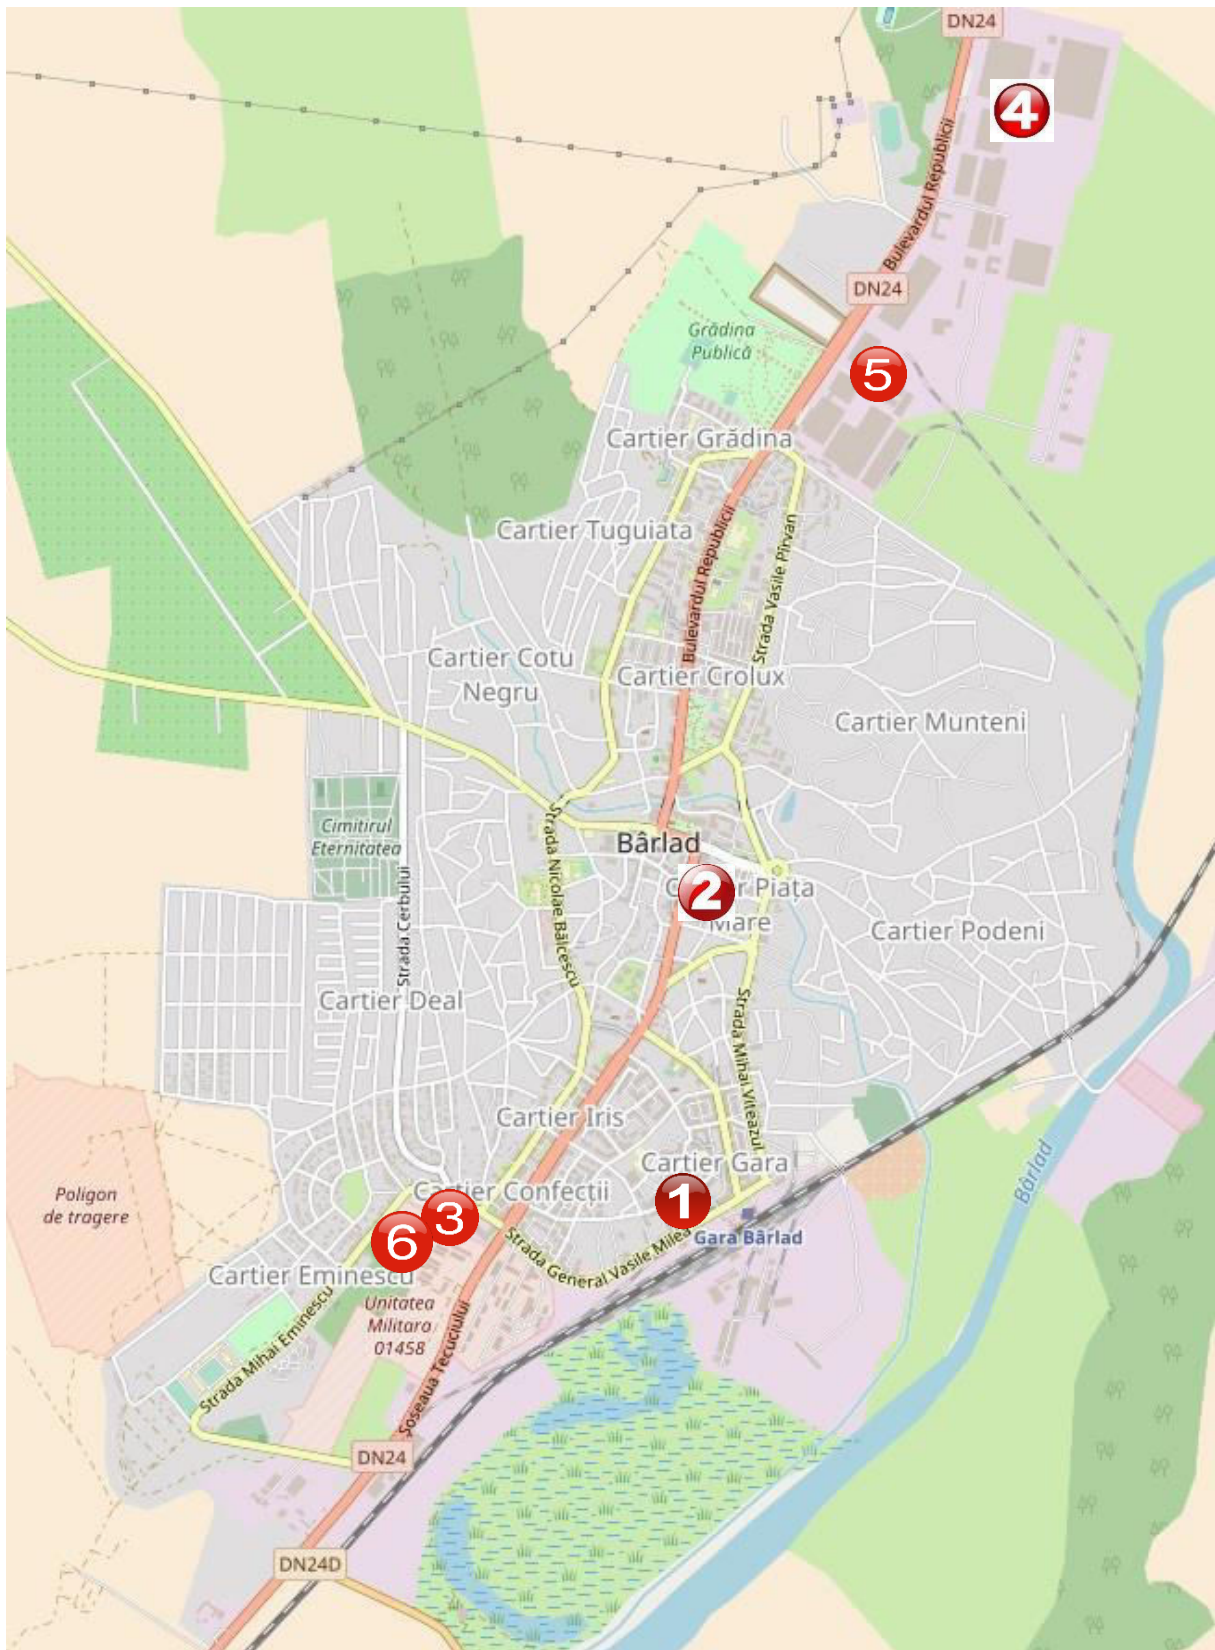 DN24
4
Bulevardul Republicii
DN24
Grădina
Publică
5
Cartier Grădina
Cartier Tuguiata
Bulevardul Republicii
Strada Vasile Pîrvan
Cartier Cotu
Negru
Cartier Crolux
Cartier Munteni
Cimitirul
Eternitatea
Strada Nicolae Bălcescu
Bârlad
2
Piața
Mare
Strada Cerbului
Cartier Podeni
Cartier Deal
Strada Mihai Viteazul
Cartier Iris
Cartier Gara
Bârlad
Poligon
de tragere
Cartier Confectii
1
3
6
Gara Bârlad
Strada General Vasile Milea
Cartier Eminescu
Unitatea
Militara
01458
Strada Mihai Eminescu
Șoseaua Tecuciului
DN24
DN24D